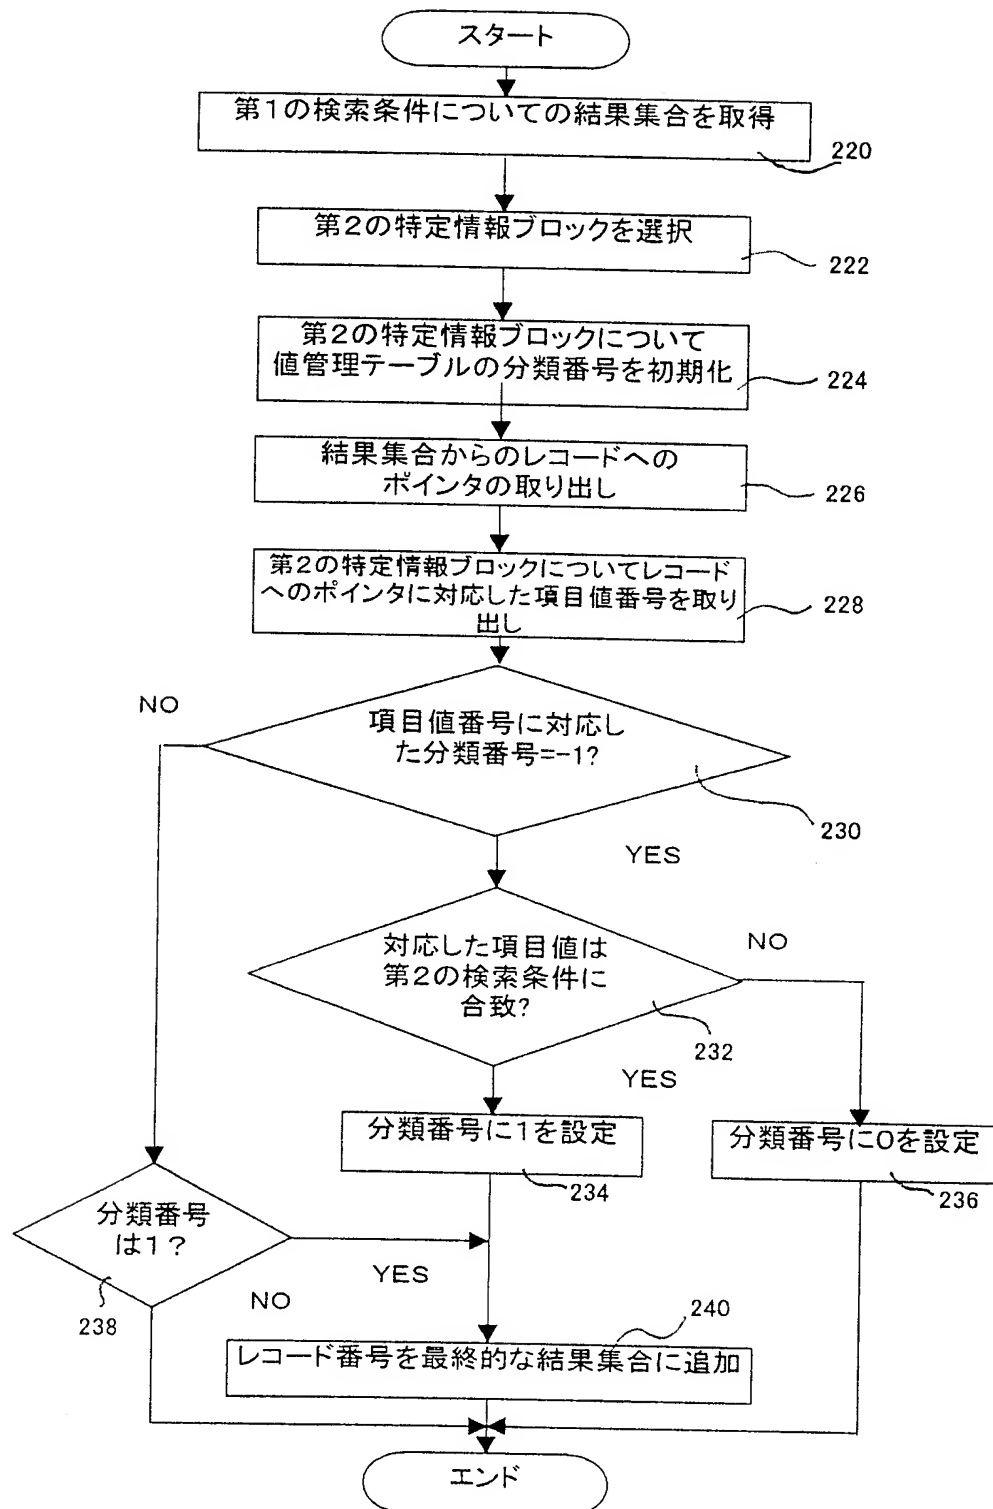 スタート
第1の検索条件についての結果集合を取得
220
第2の特定情報ブロックを選択
222
第2の特定情報ブロックについて
値管理テーブルの分類番号を初期化
224
結果集合からのレコードへの
ポインタの取り出し
226
第2の特定情報ブロックについてレコード
へのポインタに対応した項目値番号を取り
出し
228
NO
項目値番号に対応し
た分類番号=-1?
230
YES
対応した項目値は
第2の検索条件に
合致?
NO
232
YES
分類番号に1を設定
234
分類番号に0を設定
236
分類番号
は1?
238
YES
NO
240
レコード番号を最終的な結果集合に追加
エンド